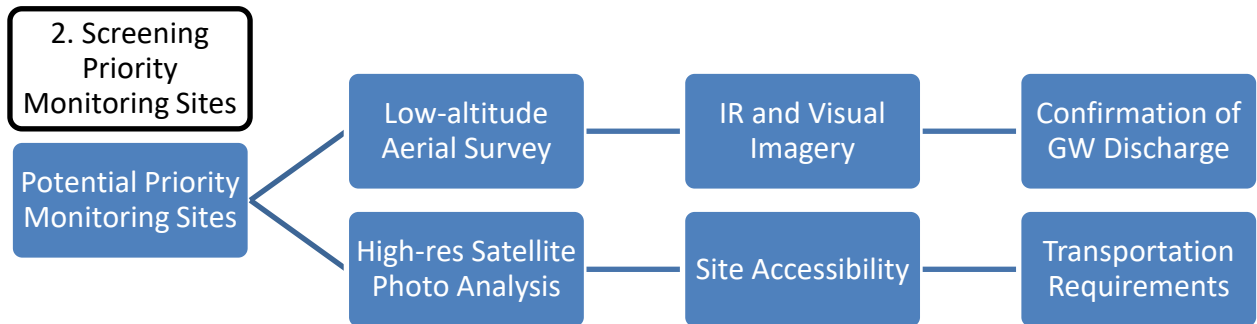 2. Screening
Priority
Monitoring Sites
Potential Priority
Monitoring Sites
Low-altitude
Aerial Survey
IR and Visual
Imagery
Confirmation of
GW Discharge
High-res Satellite
Photo Analysis
Site Accessibility
Transportation
Requirements